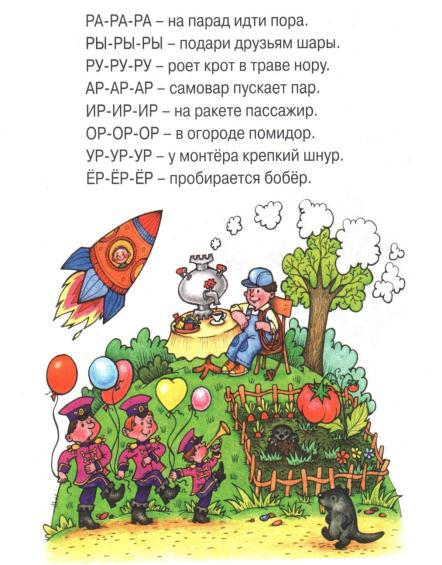 РА-РА-РА – на парад идти пора.
РЫ-РЫ-РЫ – подари друзьям шары.
РУ-РУ-РУ – роет крот в траве нору.
АР-АР-АР – самовар пускает пар.
ИР-ИР-ИР – на ракете пассажир.
ОР-ОР-ОР – в огороде помидор.
УР-УР-УР – у монтёра крепкий шнур.
ЁР-ЁР-ЁР – пробирается бобёр.